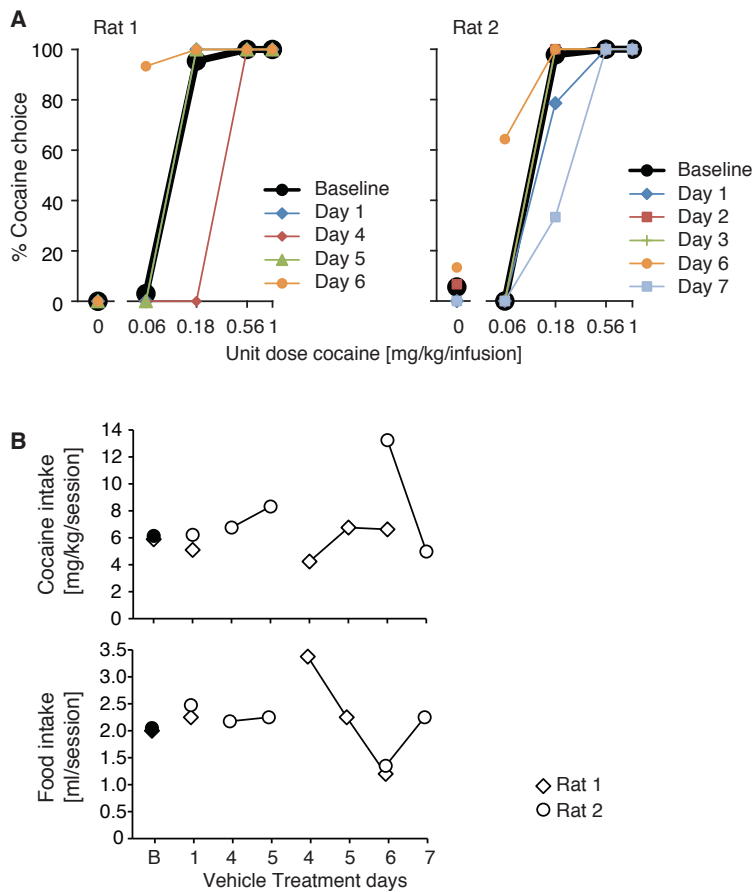 A
Rat 1
Rat 2
100
80
60
40
20
0
% Cocaine choice
Baseline
Day 1
Day 4
Day 5
Day 6
Baseline
Day 1
Day 2
Day 3
Day 6
Day 7
0 0.06 0.18 0.56 1
0 0.06 0.18 0.56 1
Unit dose cocaine [mg/kg/infusion]
B
14
12
10
8
6
4
2
0
Cocaine intake
[mg/kg/session]
3.5
3.0
2.5
2.0
1.5
1.0
0.5
0
Food intake
[ml/session]
Rat 1
Rat 2
B 1 4 5 4 5 6 7
Vehicle Treatment days